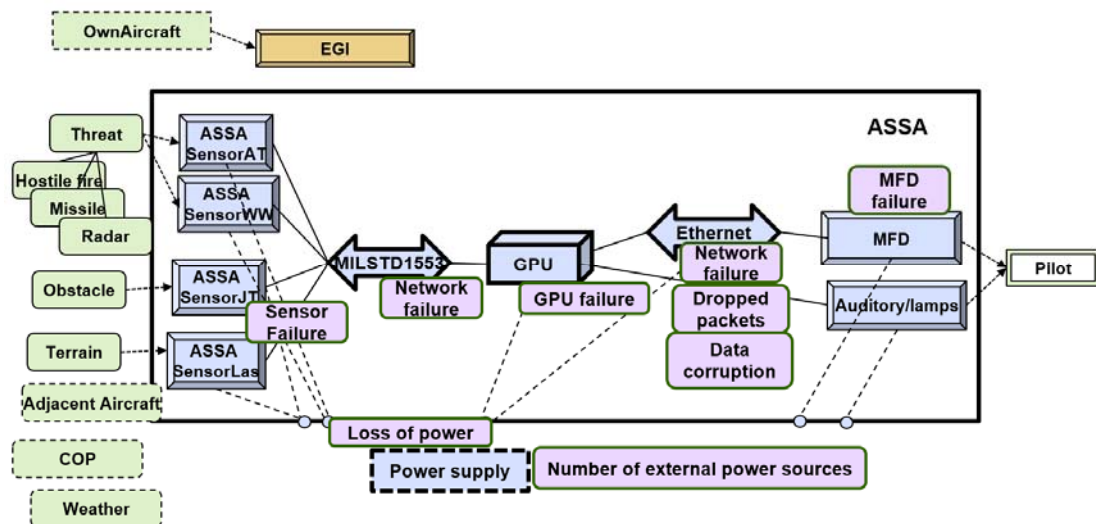 OwnAircraft
EGI
ASSA
Threat
Hostile fire
Missile
Radar
Obstacle
Terrain
Adjacent Aircraft
COP
Weather
ASSA
SensorAT
ASSA
SensorWW
ASSA
SensorJT
ASSA
SensorLas
Sensor
Failure
MILSTD1553
Network
failure
GPU
GPU failure
Ethernet
Network
failure
Dropped
packets
Data
corruption
MFD
failure
MFD
Auditory/lamps
Pilot
Loss of power
Power supply
Number of external power sources